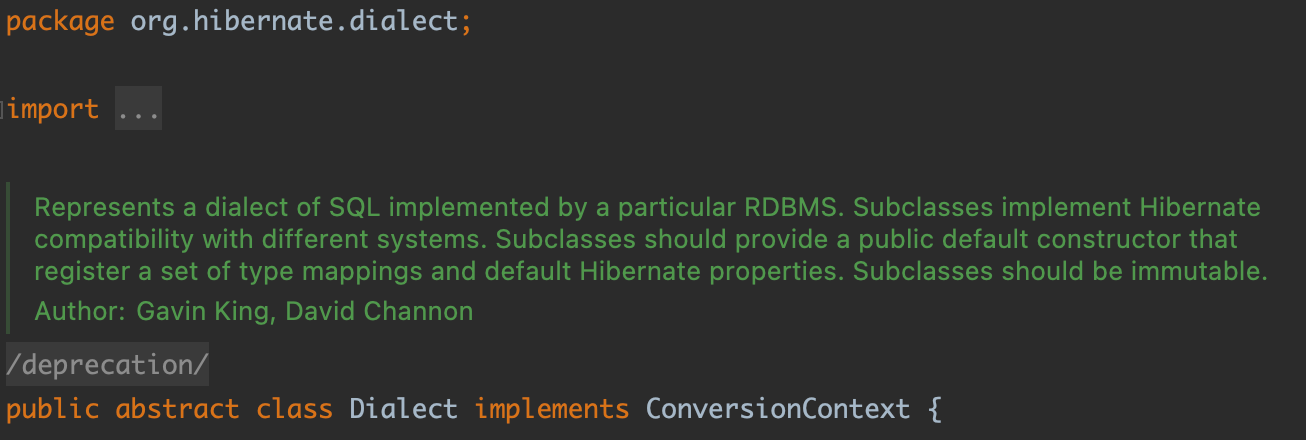 package org.hibernate.dialect;
import ...
Represents a dialect of SQL implemented by a particular RDBMS. Subclasses implement Hibernate
compatibility with different systems. Subclasses should provide a public default constructor that
register a set of type mappings and default Hibernate properties. Subclasses should be immutable.
Author: Gavin King, David Channon
/deprecation/
public abstract class Dialect implements ConversionContext {